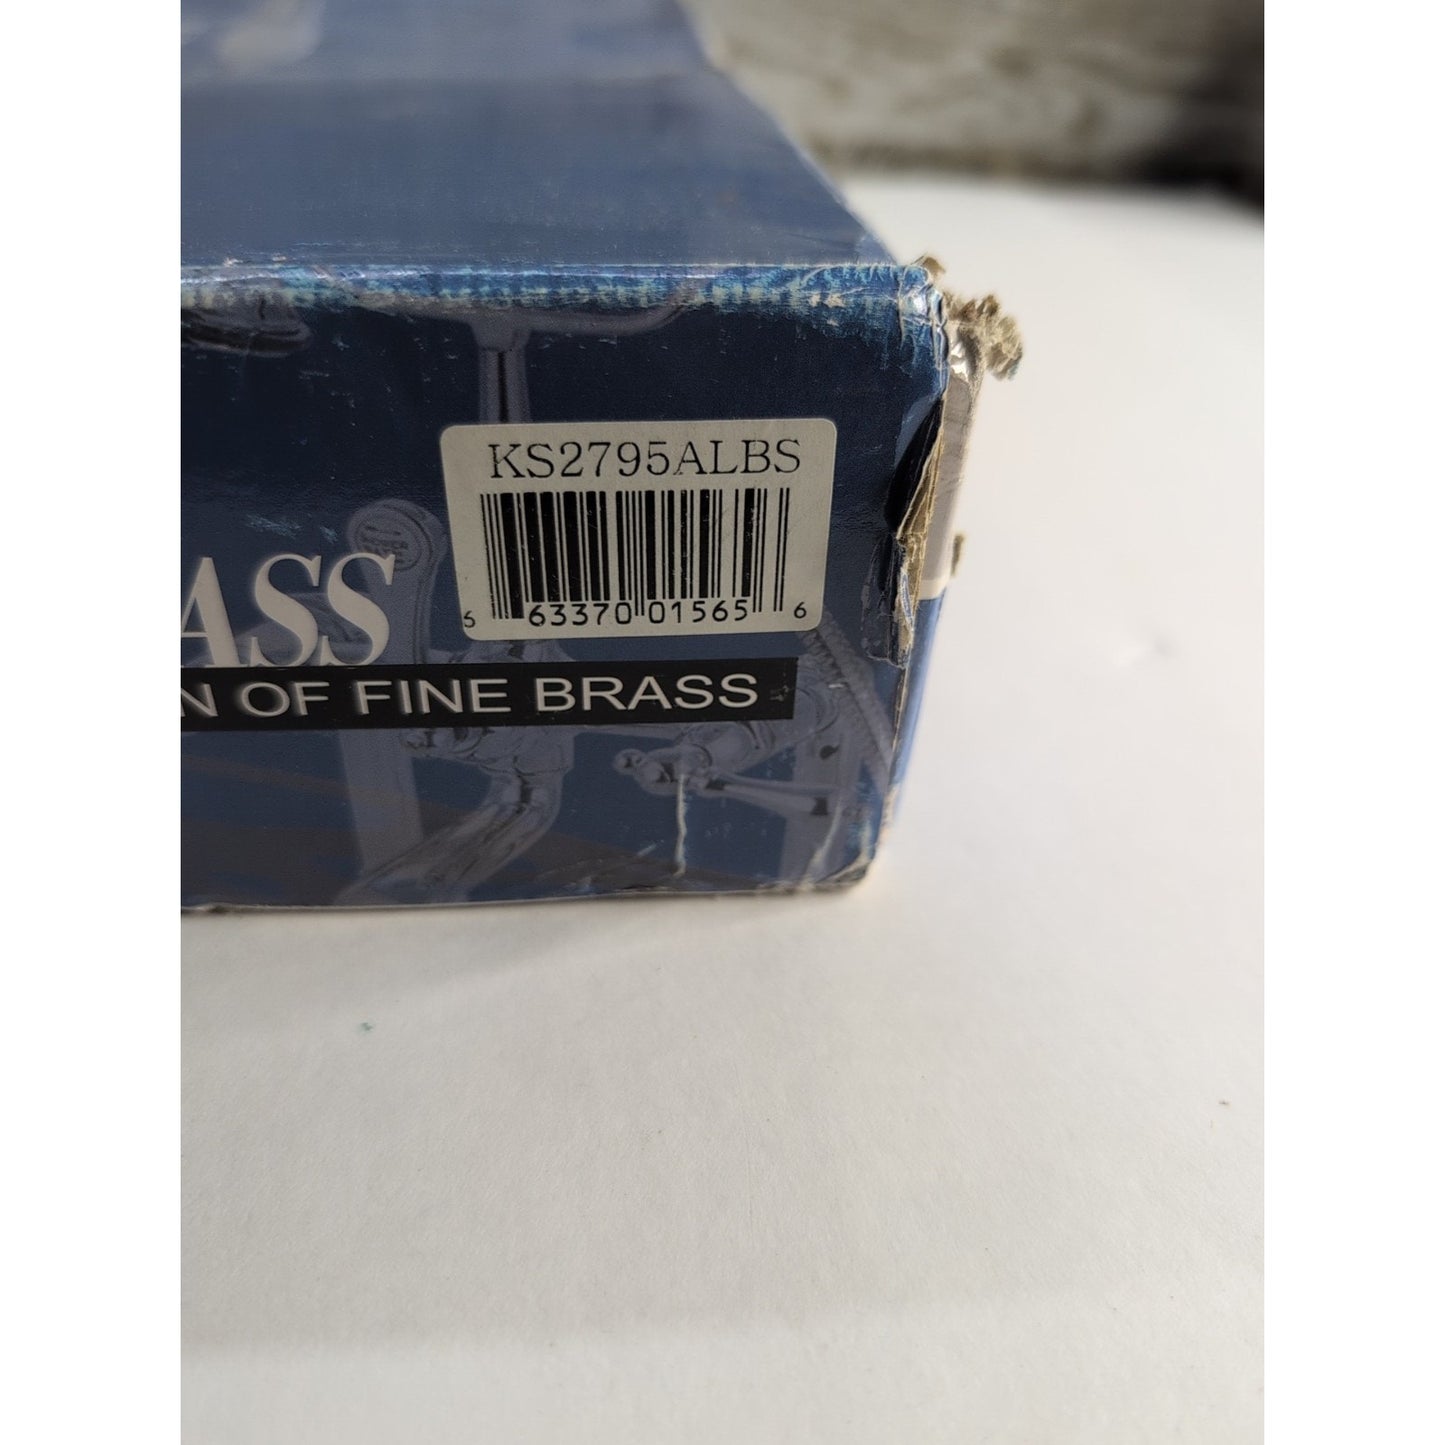 KS2795ALBS
6 63370 01565 6
ASS
N OF FINE BRASS